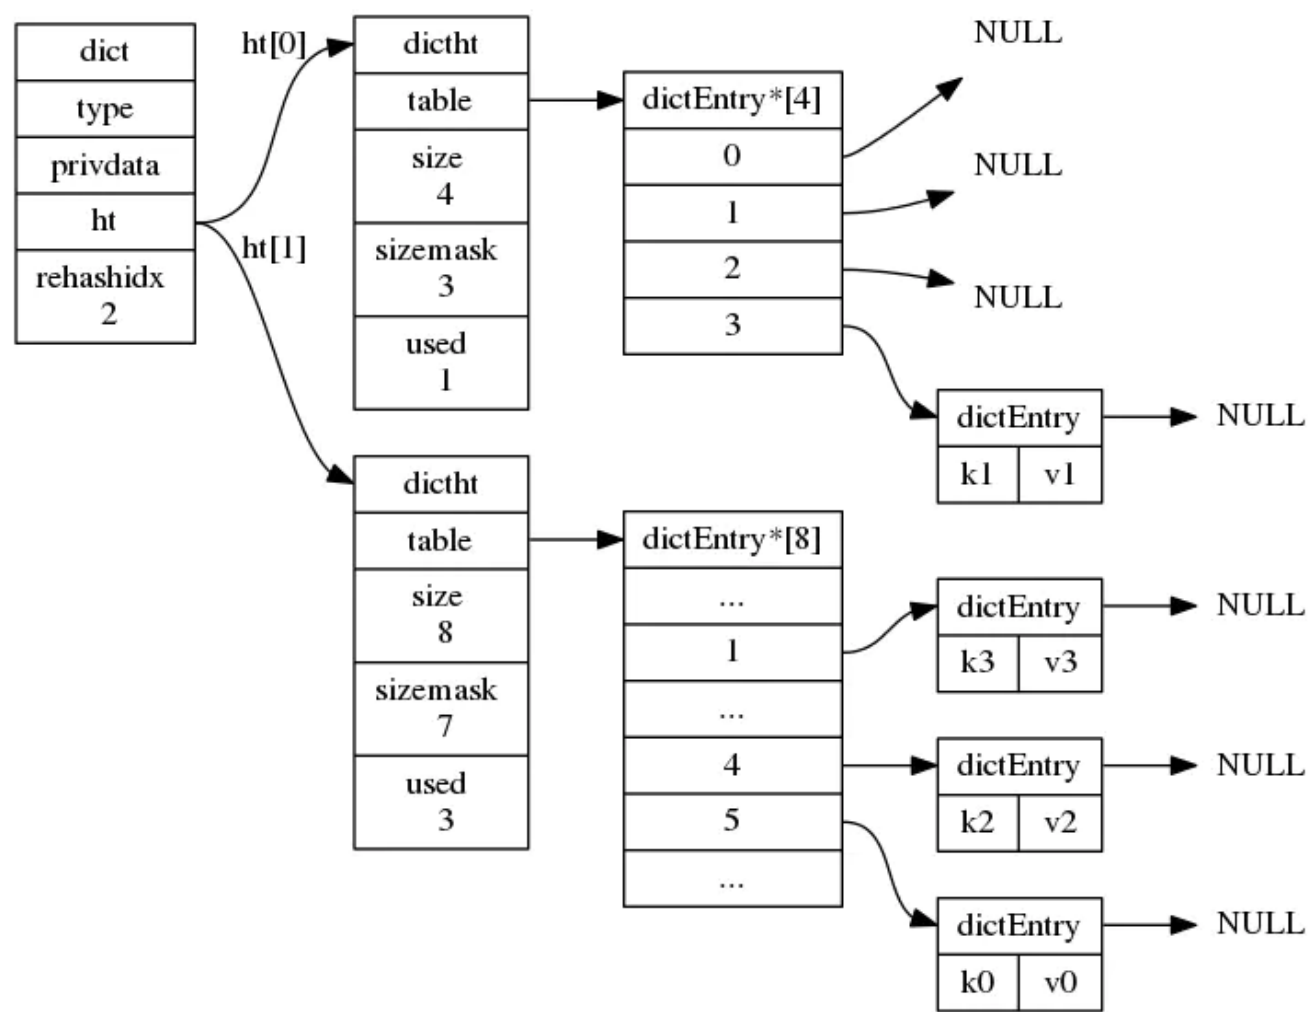 dict
type
privdata
ht
rehashidx
2
ht[0]
ht[1]
dictht
table
size
4
sizemask
3
used
1
dictEntry*[4]
0
1
2
3
NULL
NULL
NULL
dictEntry
k1 v1
NULL
dictht
table
size
8
sizemask
7
used
3
dictEntry*[8]
...
1
...
4
5
...
dictEntry
k3 v3
NULL
dictEntry
k2 v2
NULL
dictEntry
k0 v0
NULL